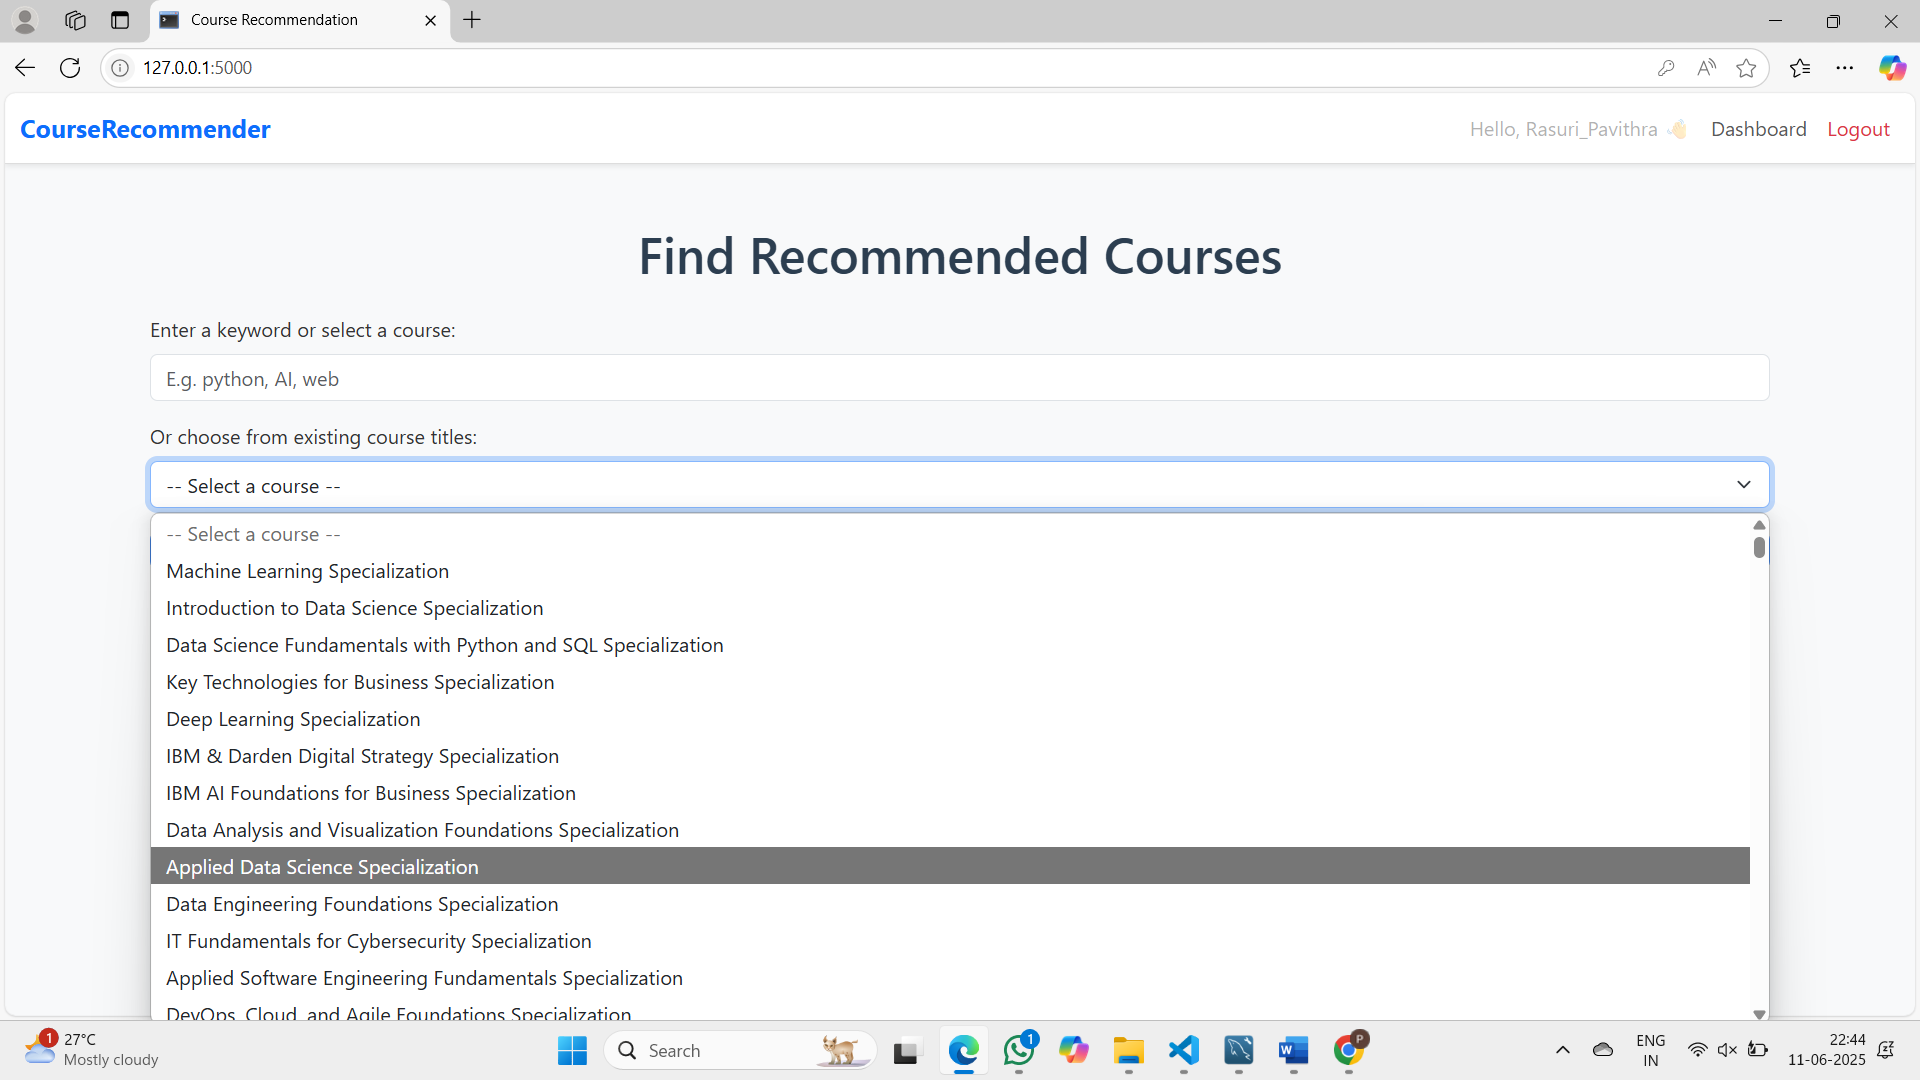 Course Recommendation
127.0.0.1:5000
CourseRecommender
Hello, Rasuri_Pavithra 👋
Dashboard
Logout
Find Recommended Courses
Enter a keyword or select a course:
E.g. python, AI, web
Or choose from existing course titles:
-- Select a course --
-- Select a course --
Machine Learning Specialization
Introduction to Data Science Specialization
Data Science Fundamentals with Python and SQL Specialization
Key Technologies for Business Specialization
Deep Learning Specialization
IBM & Darden Digital Strategy Specialization
IBM AI Foundations for Business Specialization
Data Analysis and Visualization Foundations Specialization
Applied Data Science Specialization
Data Engineering Foundations Specialization
IT Fundamentals for Cybersecurity Specialization
Applied Software Engineering Fundamentals Specialization
DevOps, Cloud, and Agile Foundations Specialization
1
27°C
Mostly cloudy
Search
1
W
P
ENG
IN
22:44
11-06-2025